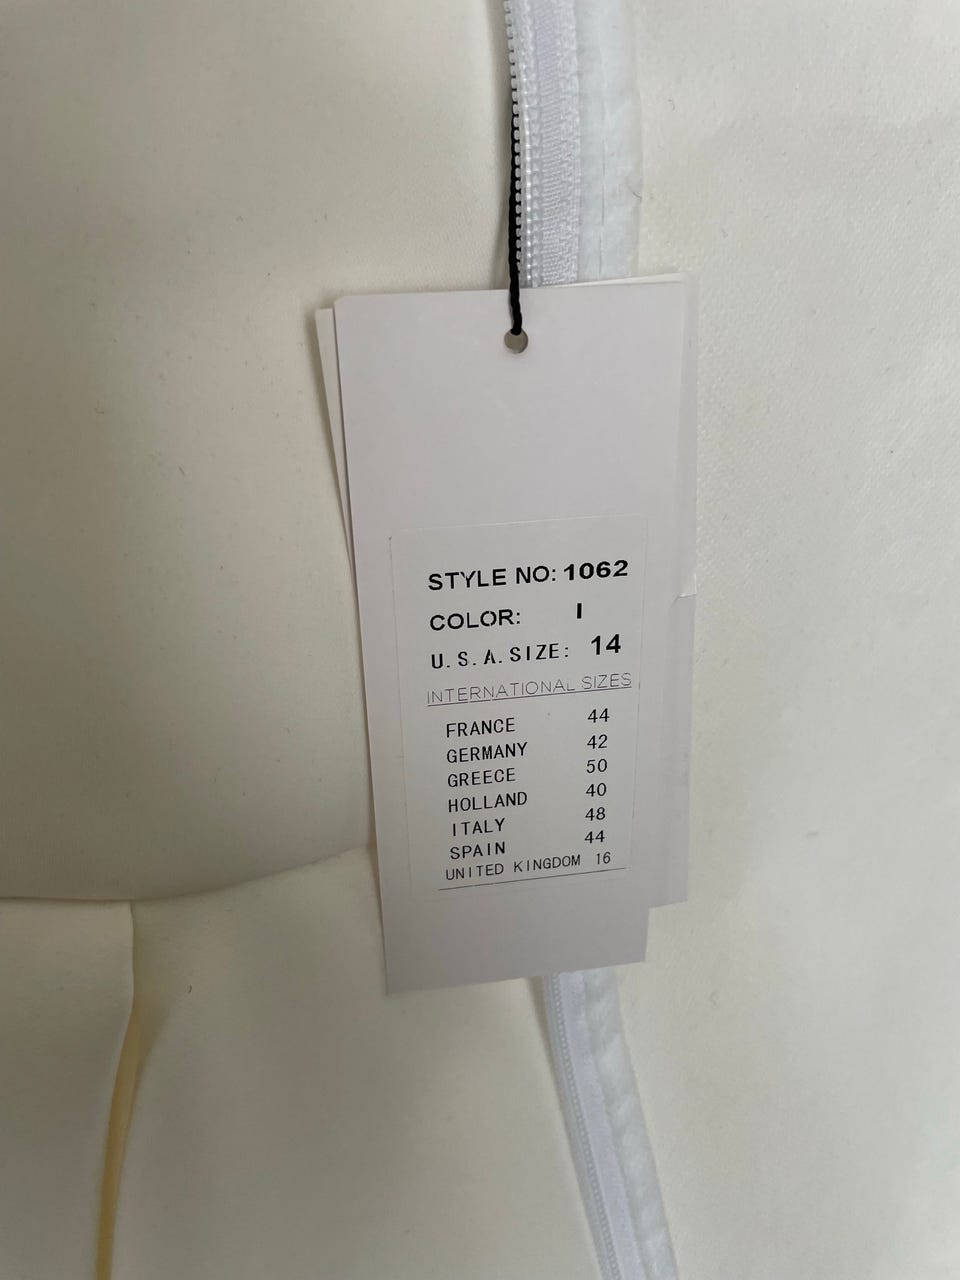 STYLE NO: 1062
COLOR: I
U.S.A.SIZE: 14
INTERNATIONAL SIZES
FRANCE 44
GERMANY 42
GREECE 50
HOLLAND 40
ITALY 48
SPAIN 44
UNITED KINGDOM 16